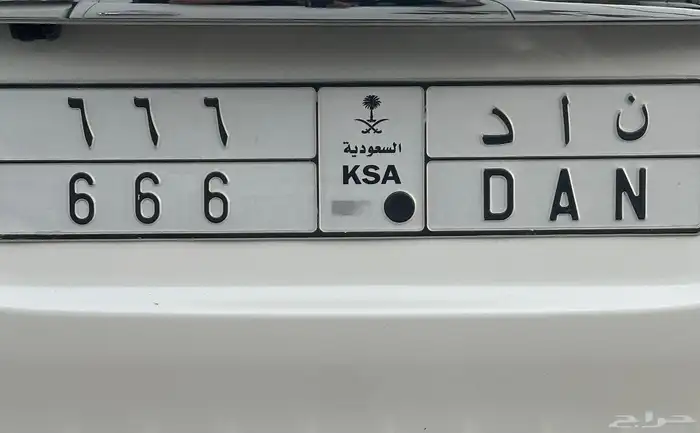 ٦٦٦
ن ا د
السعودية
KSA
666
DAN
حراج